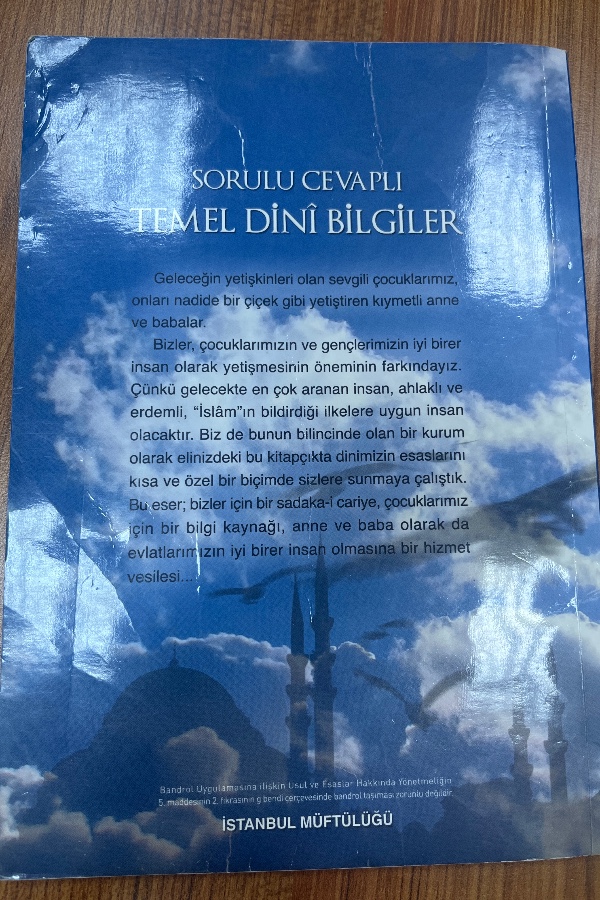 SORULU CEVAPLI
TEMEL DİNÎ BİLGİLER
Geleceğin yetişkinleri olan sevgili çocuklarımız,
onları nadide bir çiçek gibi yetiştiren kıymetli anne
ve babalar.
Bizler, çocuklarımızın ve gençlerimizin iyi birer
insan olarak yetişmesinin öneminin farkındayız.
Çünkü gelecekte en çok aranan insan, ahlaklı ve
erdemli, “İslâm”ın bildirdiği ilkelere uygun insan
olacaktır. Biz de bunun bilincinde olan bir kurum
olarak elinizdeki bu kitapçıkta dinimizin esaslarını
kısa ve özel bir biçimde sizlere sunmaya çalıştık.
Bu eser; bizler için bir sadaka-i cariye, çocuklarımız
için bir bilgi kaynağı, anne ve baba olarak da
evlatlarımızın iyi birer insan olmasına bir hizmet
vesilesi...
Bandrol Uygulamasına İlişkin Usul ve Esaslar Hakkında Yönetmeliğin
5. maddesinin 2. fıkrasının g bendi çerçevesinde bandrol taşıması zorunlu değildir.
İSTANBUL MÜFTÜLÜĞÜ